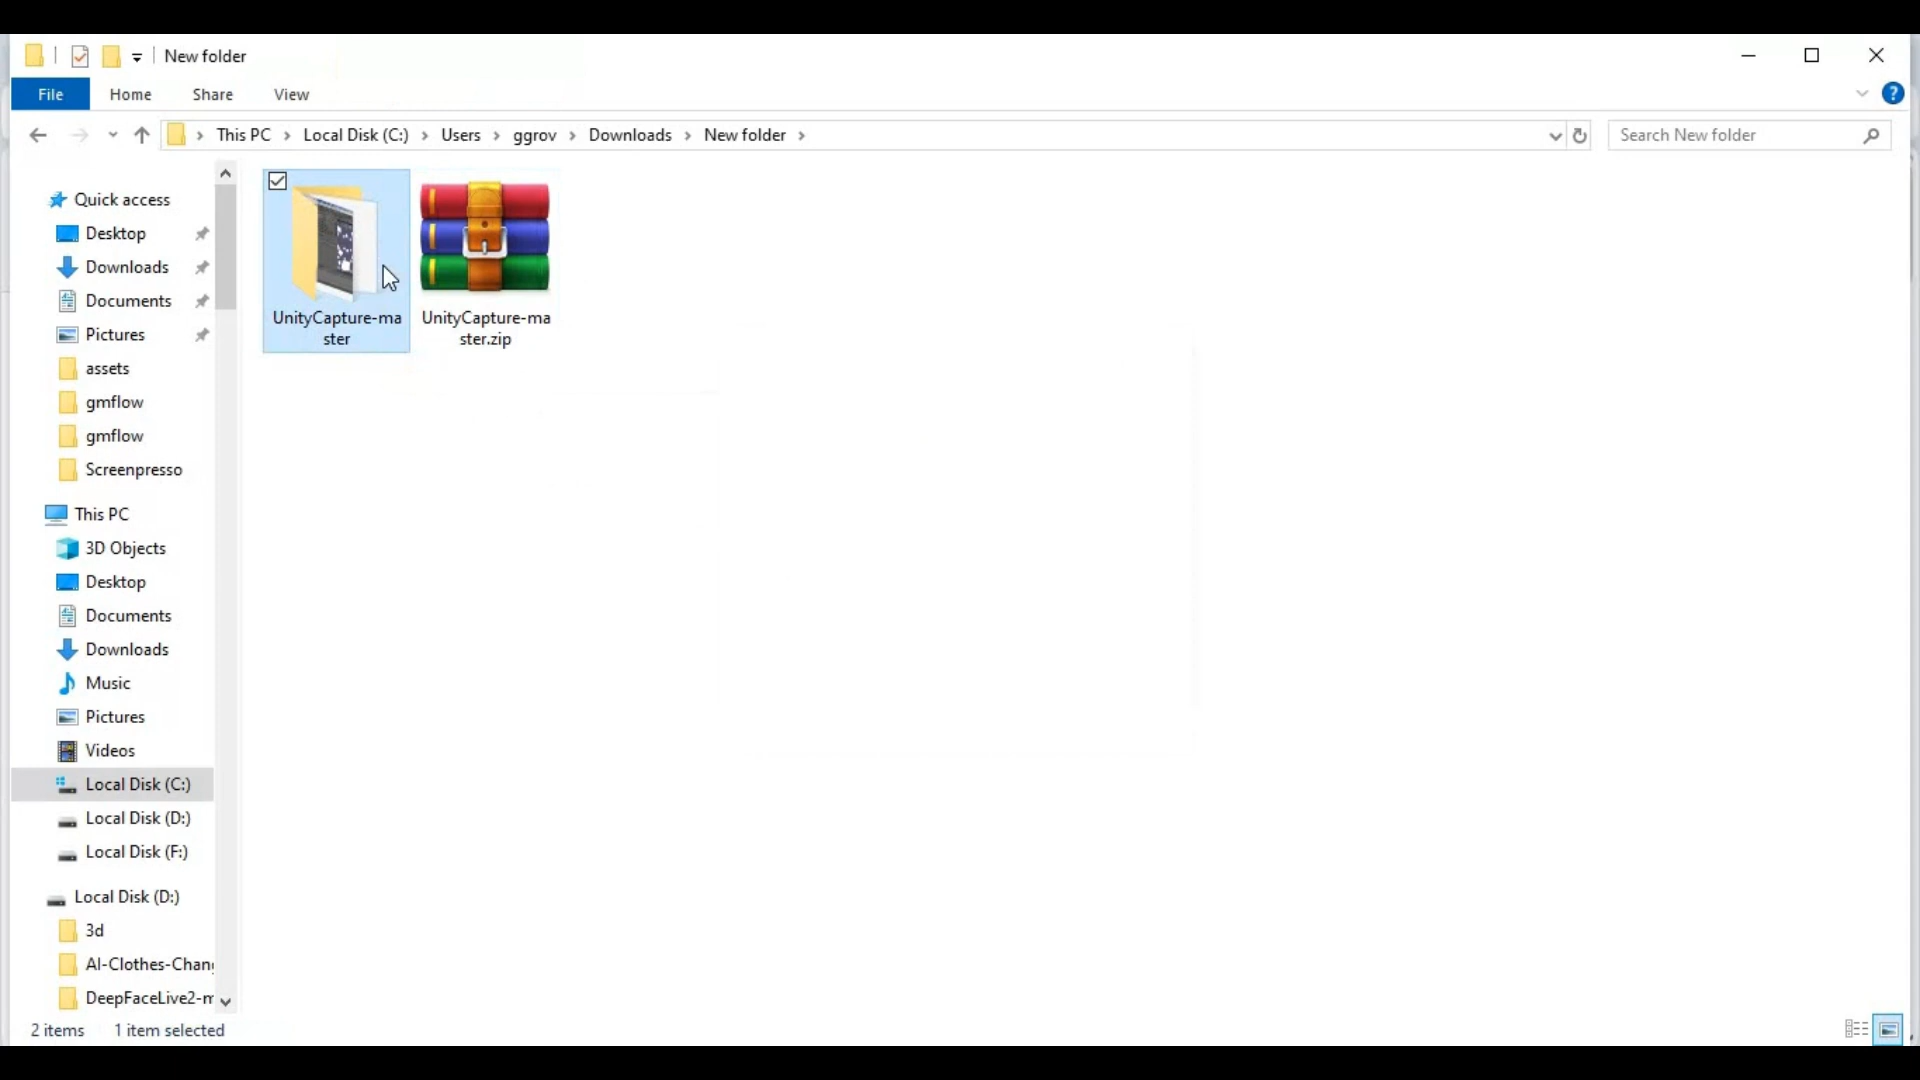 New folder
File Home Share View
This PC Local Disk (C:) Users ggrov Downloads New folder
Search New folder
Quick access
Desktop
Downloads
Documents
Pictures
assets
gmflow
gmflow
Screenpresso
This PC
3D Objects
Desktop
Documents
Downloads
Music
Pictures
Videos
Local Disk (C:)
Local Disk (D:)
Local Disk (F:)
Local Disk (D:)
3d
AI-Clothes-Chang
DeepFaceLive2-m
UnityCapture-ma
ster
UnityCapture-ma
ster.zip
2 items 1 item selected